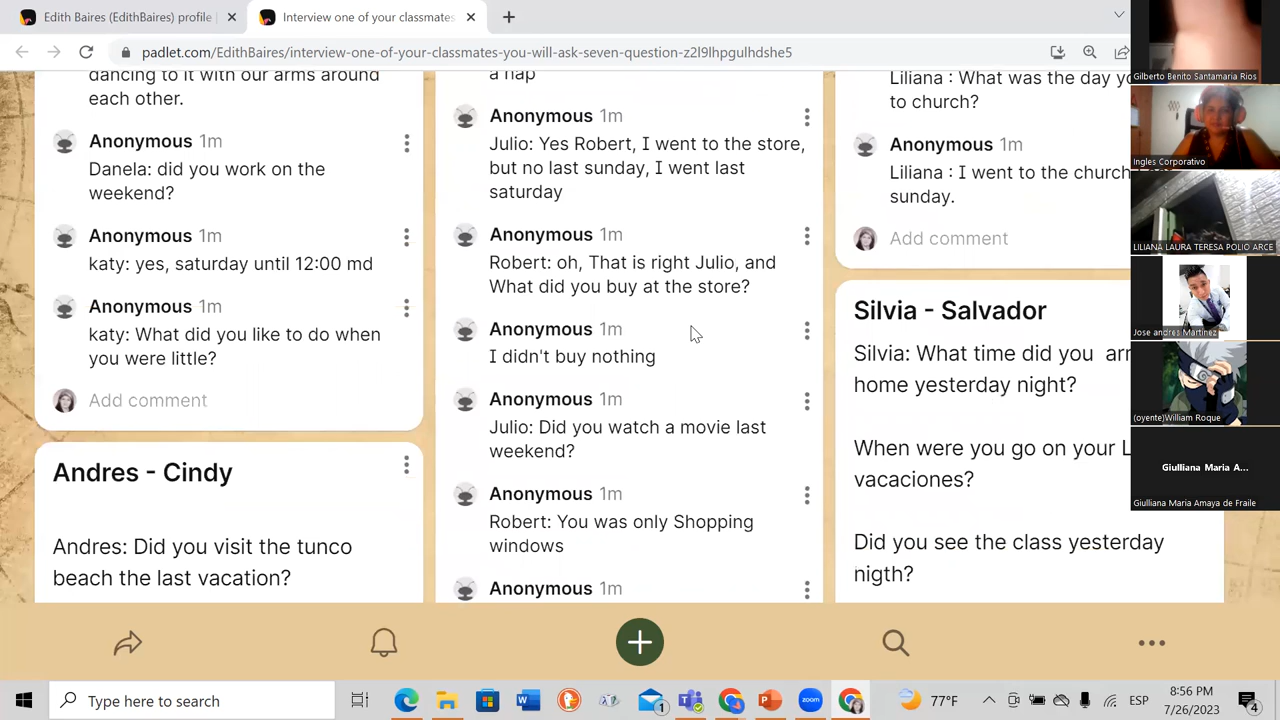 Edith Baires (EdithBaires) profile
Interview one of your classmates
padlet.com/EdithBaires/interview-one-of-your-classmates-you-will-ask-seven-question-z2l9lhpgulhdshe5
dancing to it with our arms around
each other.
Anonymous 1m
Danela: did you work on the
weekend?
Anonymous 1m
katy: yes, saturday until 12:00 md
Anonymous 1m
katy: What did you like to do when
you were little?
Add comment
Andres - Cindy
Andres: Did you visit the tunco
beach the last vacation?
a nap
Anonymous 1m
Julio: Yes Robert, I went to the store,
but no last sunday, I went last
saturday
Anonymous 1m
Robert: oh, That is right Julio, and
What did you buy at the store?
Anonymous 1m
I didn't buy nothing
Anonymous 1m
Julio: Did you watch a movie last
weekend?
Anonymous 1m
Robert: You was only Shopping
windows
Anonymous 1m
Liliana : What was the day
to church?
Anonymous 1m
Liliana : I went to the church
sunday.
Add comment
Silvia - Salvador
Silvia: What time did you
home yesterday night?
When were you go on your
vacaciones?
Did you see the class yesterday
nigth?
Gilberto Benito Santamaria Rios
Ingles Corporativo
LILIANA LAURA TERESA POLIO ARCE
Jose andres Martinez
(oyente)William Roque
Giulliana Maria A...
Giulliana Maria Amaya de Fraile
Type here to search
1
zoom
77°F
ESP
8:56 PM
7/26/2023
4